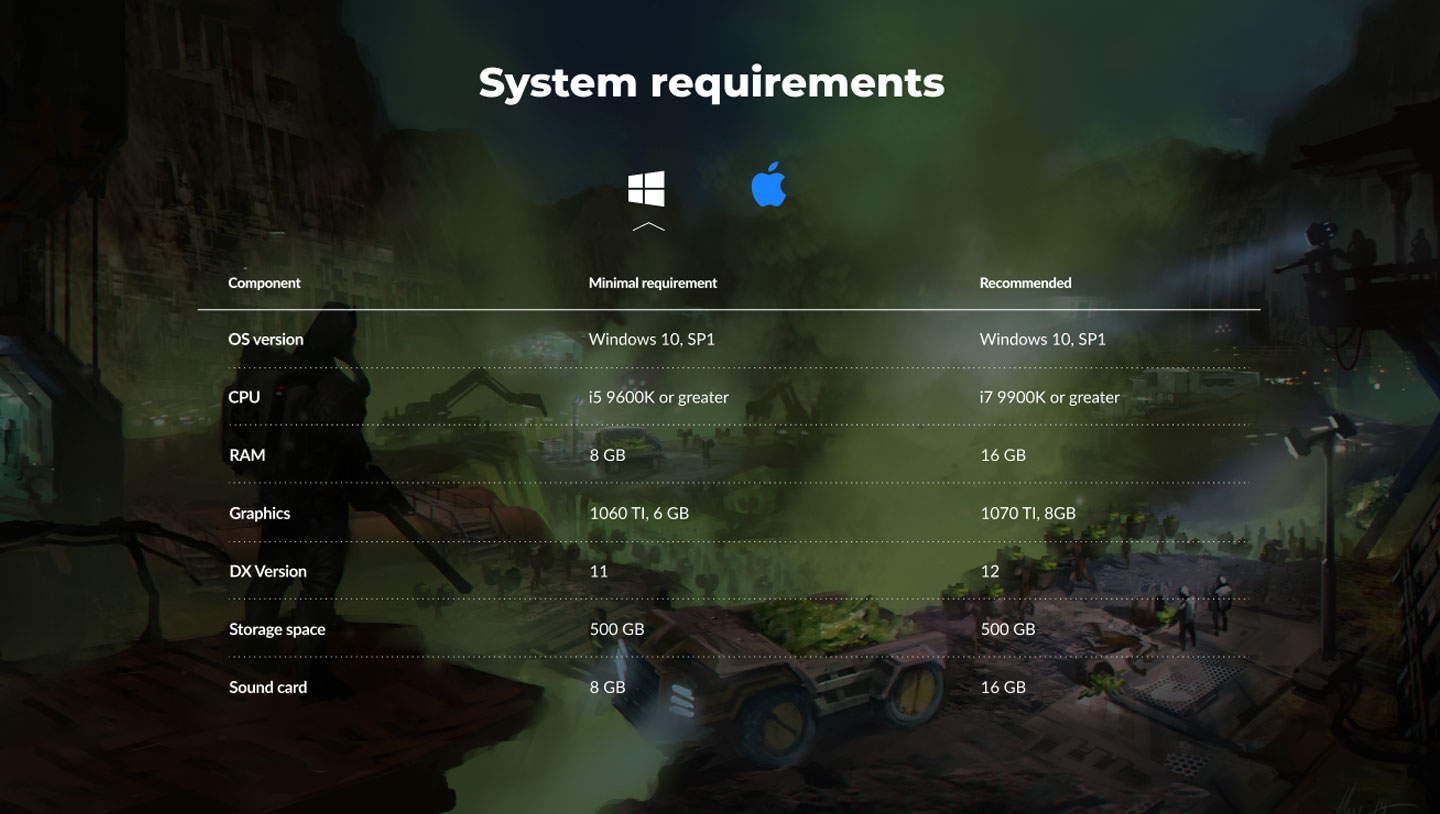 System requirements
Component Minimal requirement Recommended
OS version Windows 10, SP1 Windows 10, SP1
CPU i5 9600K or greater i7 9900K or greater
RAM 8 GB 16 GB
Graphics 1060 TI, 6 GB 1070 TI, 8GB
DX Version 11 12
Storage space 500 GB 500 GB
Sound card 8 GB 16 GB